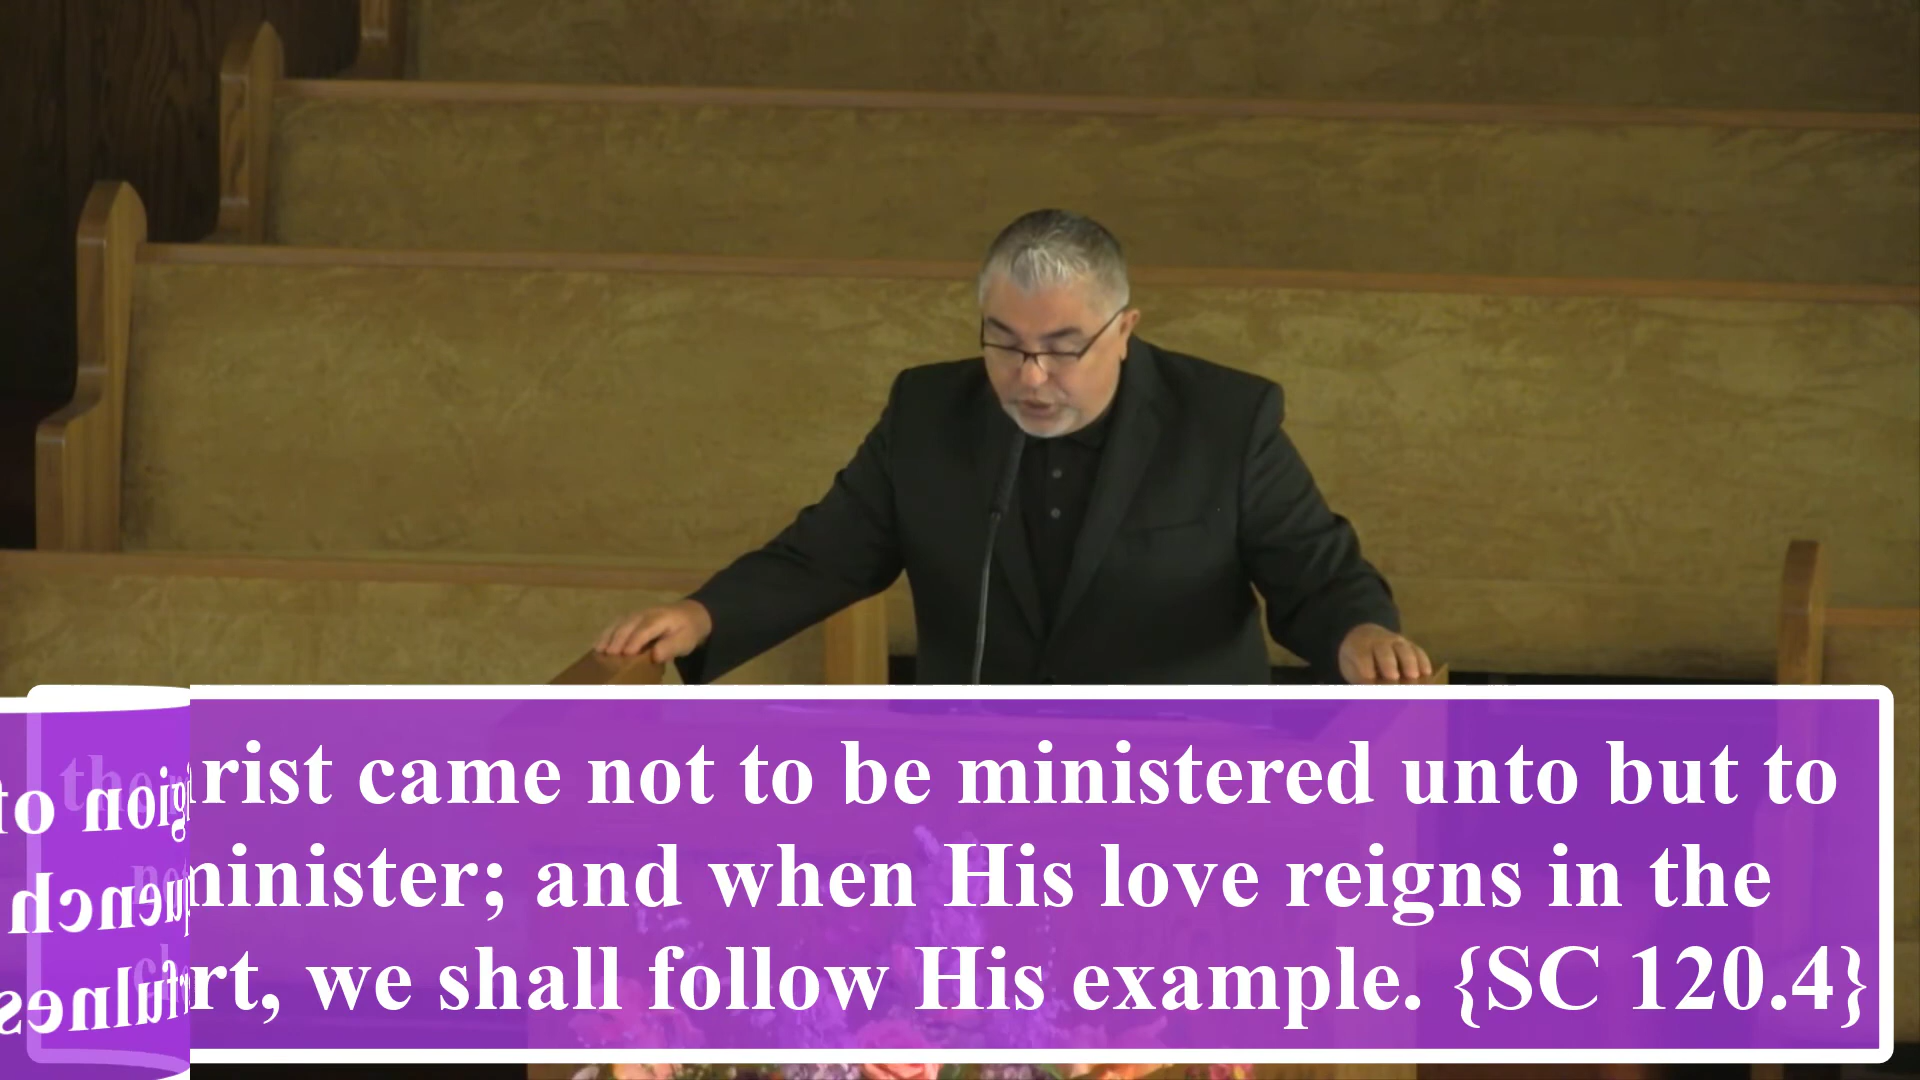 rist came not to be ministered unto but to
minister; and when His love reigns in the
rt, we shall follow His example. {SC 120.4}